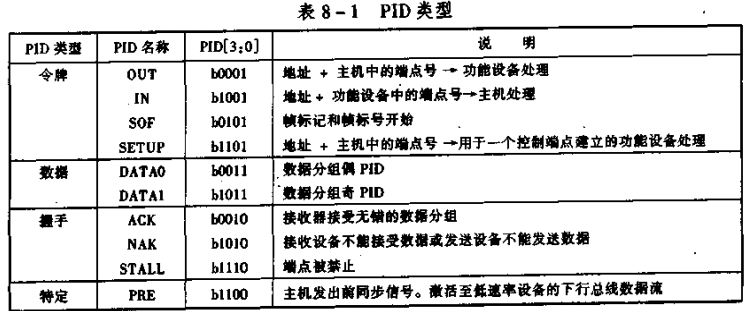 表 8-1 PID 类型
PID 类型 PID 名称 PID[3:0] 说 明
令牌 OUT b0001 地址 + 主机中的端点号 → 功能设备处理
IN b1001 地址 + 功能设备中的端点号→主机处理
SOF b0101 帧标记和帧标号开始
SETUP b1101 地址 + 主机中的端点号 →用于一个控制端点建立的功能设备处理
数据 DATA0 b0011 数据分组偶 PID
DATA1 b1011 数据分组奇 PID
握手 ACK b0010 接收器接受无错的数据分组
NAK b1010 接收设备不能接受数据或发送设备不能发送数据
STALL b1110 端点被禁止
特定 PRE b1100 主机发出前同步信号。激活至低速率设备的下行总线数据流